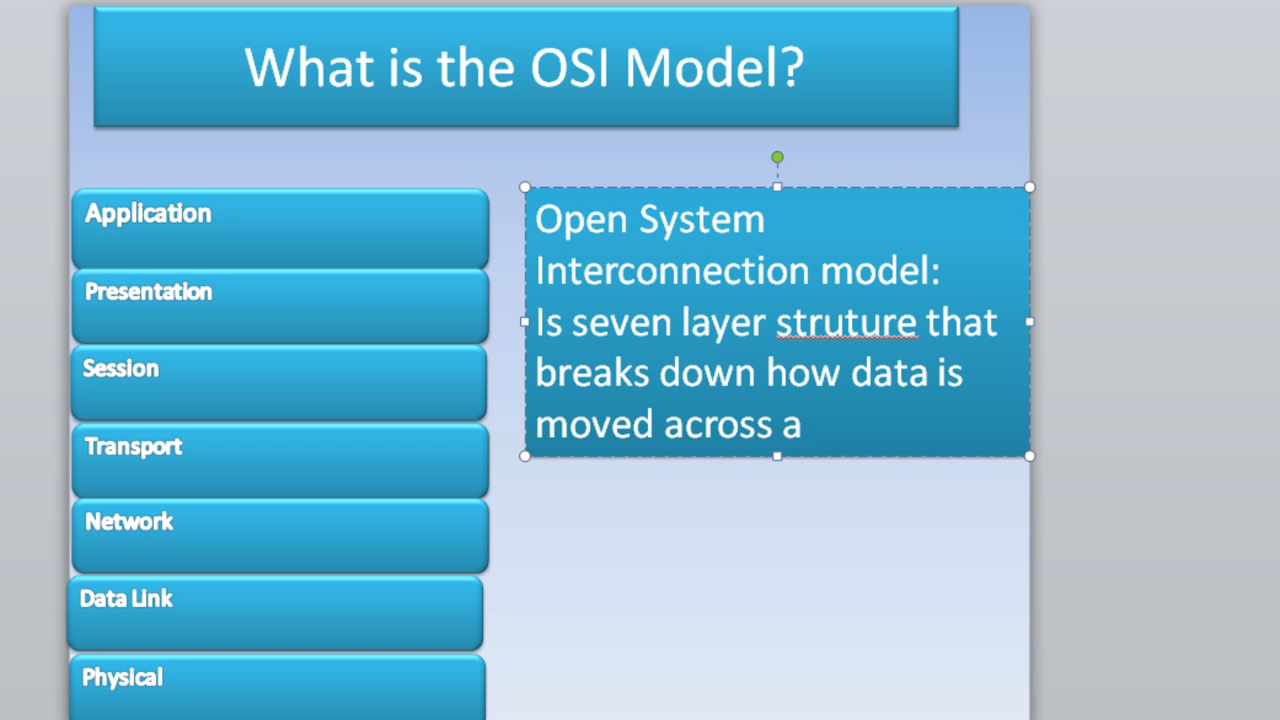 What is the OSI Model?
Application
Presentation
Session
Transport
Network
Data Link
Physical
Open System
Interconnection model:
Is seven layer struture that
breaks down how data is
moved across a